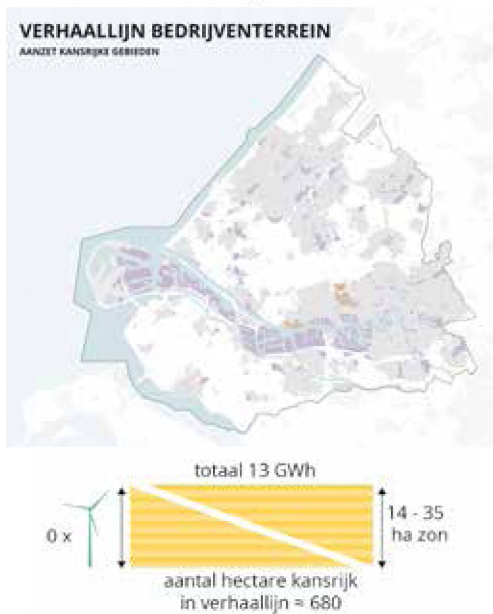 VERHAALLIJN BEDRIJVENTERREIN
AANZET KANSRIJKE GEBIEDEN
totaal 13 GWh
0 x
14 - 35
ha zon
aantal hectare kansrijk
in verhaallijn ≈ 680